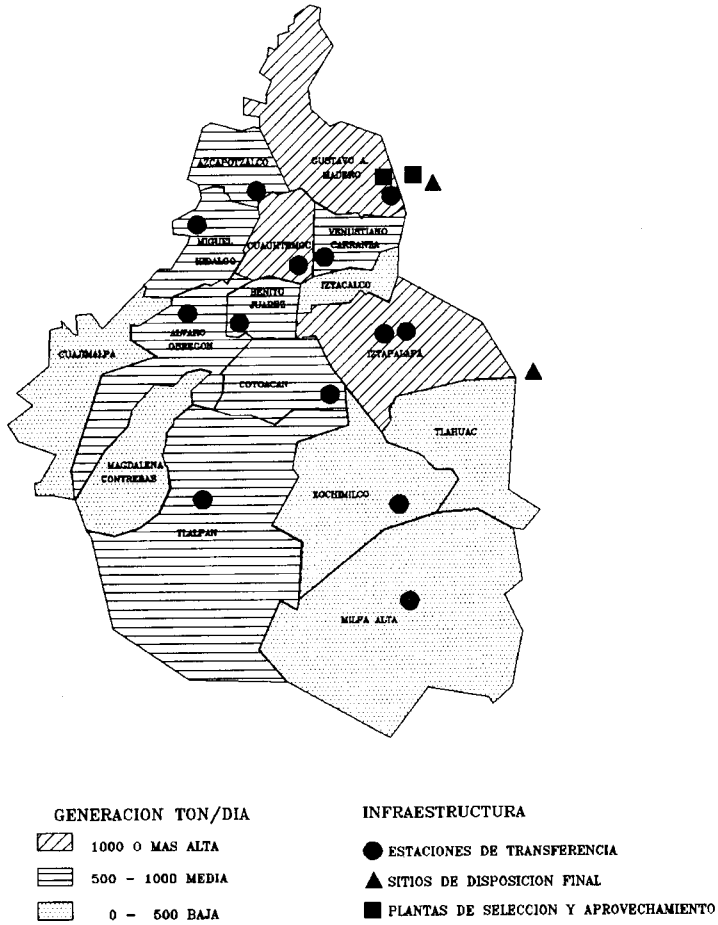 AZCAPOTZALCO
GUSTAVO A.
MADERO
MIGUEL
HIDALGO
CUAUHTEMOC
VENUSTIANO
CARRANZA
IZTACALCO
BENITO
JUAREZ
ALVARO
OBREGON
CUAJIMALPA
IZTAPALAPA
COYOACAN
TLAHUAC
MAGDALENA
CONTRERAS
XOCHIMILCO
TLALPAN
MILPA ALTA
GENERACION TON/DIA
1000 O MAS ALTA
500 - 1000 MEDIA
0 - 500 BAJA
INFRAESTRUCTURA
ESTACIONES DE TRANSFERENCIA
SITIOS DE DISPOSICION FINAL
PLANTAS DE SELECCION Y APROVECHAMIENTO